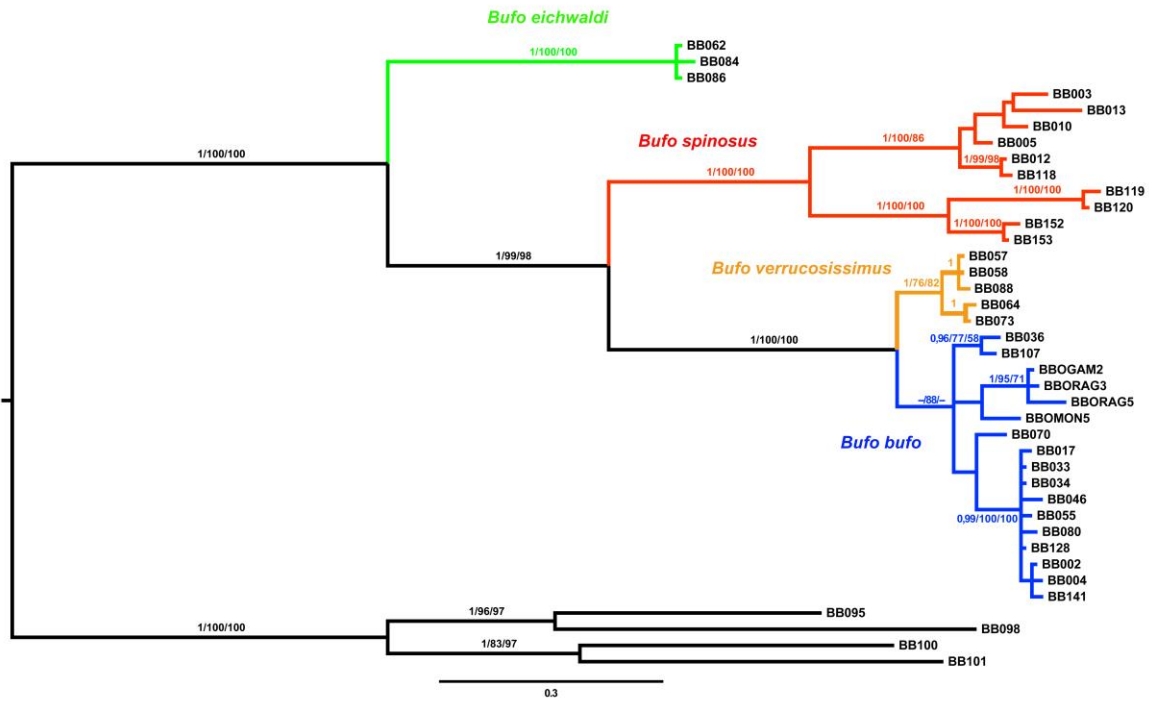 Bufo eichwaldi
BB062
1/100/100
BB084
BB086
BB003
BB013
BB010
1/100/86
Bufo spinosus
BB005
1/100/100
1/99/98
BB012
BB118
1/100/100
1/100/100
BB119
BB120
1/100/100
1/100/100
BB152
BB153
1/99/98
BB057
Bufo verrucosissimus
1
BB058
1/76/82
BB088
1
BB064
BB073
1/100/100
0,96/77/58
BB036
BB107
BBOGAM2
1/95/71
BBORAG3
–/88/–
BBORAG5
BBOMON5
Bufo bufo
BB070
BB017
BB033
BB034
BB046
0,99/100/100
BB055
BB080
BB128
BB002
BB004
BB141
1/96/97
BB095
1/100/100
BB098
1/83/97
BB100
BB101
0.3